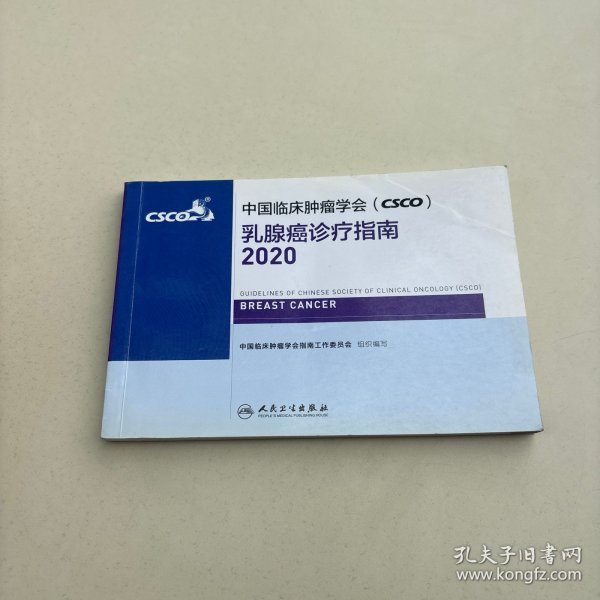 CSCO®
中国临床肿瘤学会（CSCO）
乳腺癌诊疗指南
2020
GUIDELINES OF CHINESE SOCIETY OF CLINICAL ONCOLOGY (CSCO)
BREAST CANCER
中国临床肿瘤学会指南工作委员会 组织编写
人民卫生出版社
PEOPLE'S MEDICAL PUBLISHING HOUSE
孔夫子旧书网
www.kongfz.com